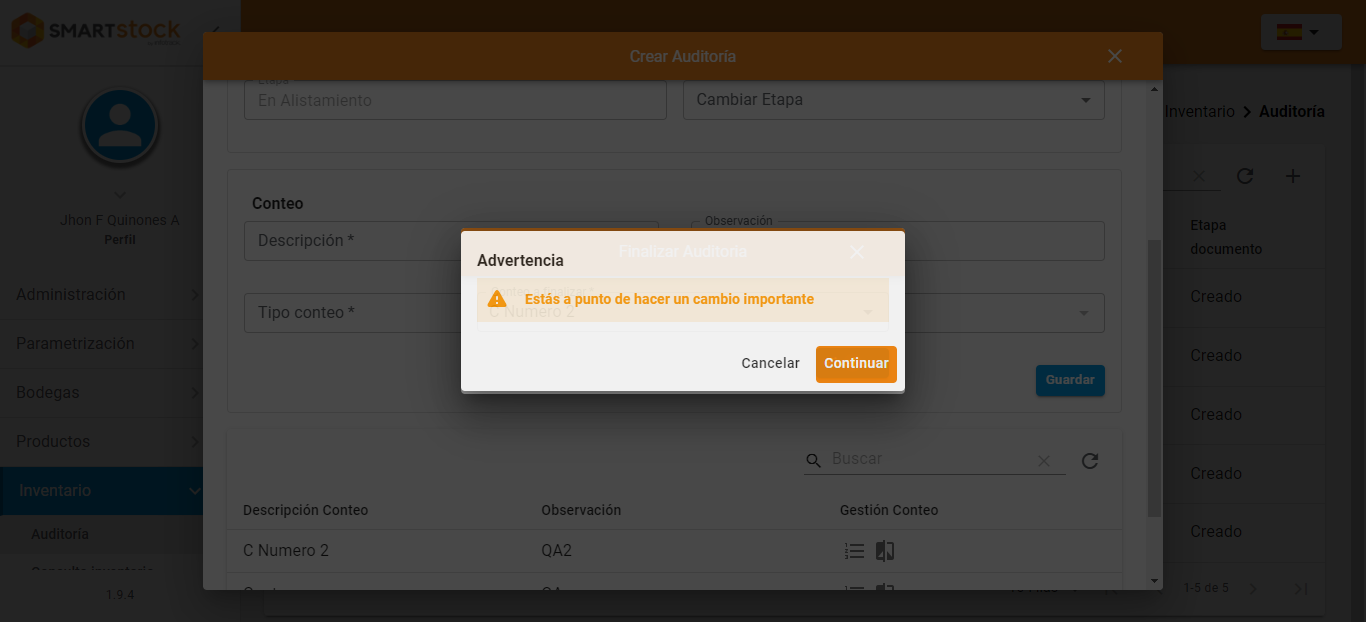 SMARTstock
Crear Auditoría
Etapa
En Alistamiento
Cambiar Etapa
Inventario > Auditoría
Jhon F Quinones A
Perfil
Conteo
Observación
Descripción *
Etapa
documento
Finalizar Auditoría
Advertencia
Estás a punto de hacer un cambio importante
C Numero 2
Administración
Creado
Tipo conteo *
Parametrización
Creado
Cancelar
Continuar
Guardar
Bodegas
Creado
Productos
Buscar
Creado
Inventario
Descripción Conteo
Observación
Gestión Conteo
Auditoría
Creado
C Numero 2
QA2
Consulta inventario
1.9.4
1-5 de 5